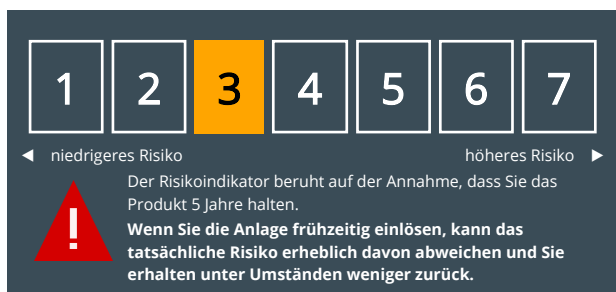 1 2 3 4 5 6 7
niedrigeres Risiko höheres Risiko
Der Risikoindikator beruht auf der Annahme, dass Sie das
Produkt 5 Jahre halten.
Wenn Sie die Anlage frühzeitig einlösen, kann das
tatsächliche Risiko erheblich davon abweichen und Sie
erhalten unter Umständen weniger zurück.
!